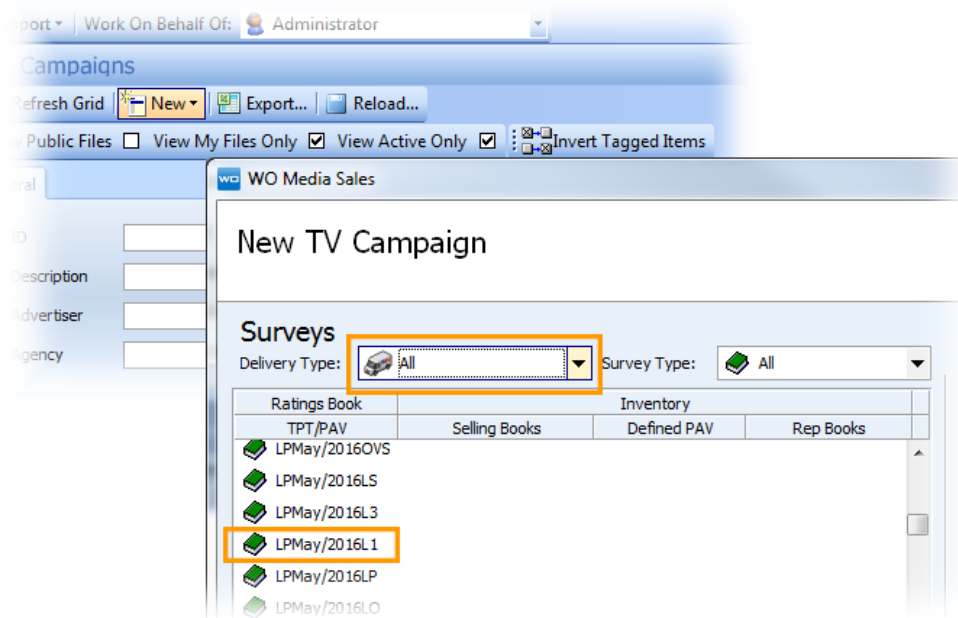 port Work On Behalf Of: Administrator
Campaigns
Refresh Grid New Export... Reload...
Public Files View My Files Only View Active Only Invert Tagged Items
eral
wo WO Media Sales
ID
New TV Campaign
Description
Advertiser
Surveys
Agency
Delivery Type: All Survey Type: All
Ratings Book Inventory
TPT/PAV Selling Books Defined PAV Rep Books
LPMay/2016OVS
LPMay/2016LS
LPMay/2016L3
LPMay/2016L1
LPMay/2016LP
LPMay/2016LO